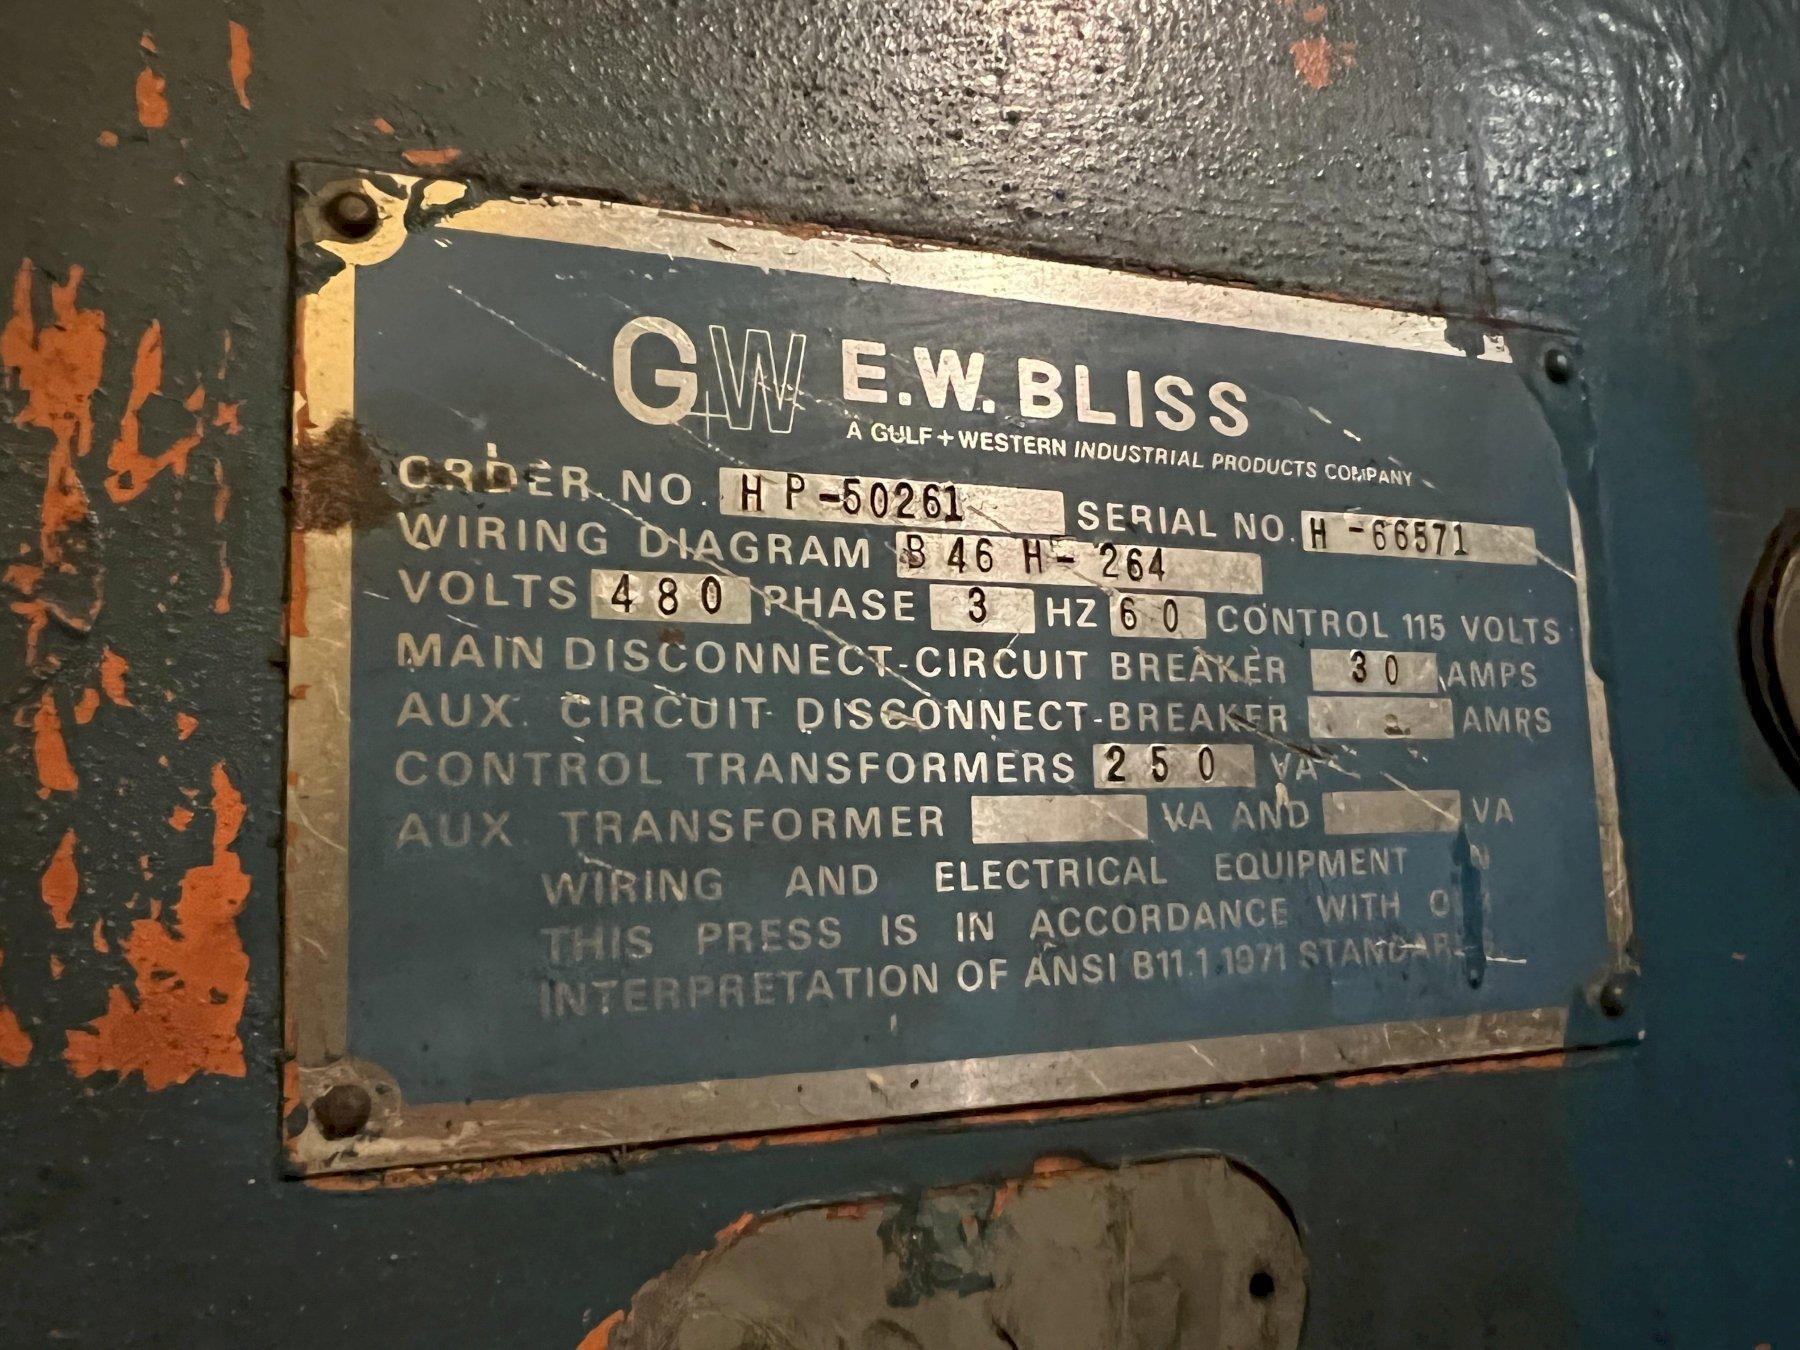 G+W E.W. BLISS
A GULF + WESTERN INDUSTRIAL PRODUCTS COMPANY
ORDER NO. HP-50261 SERIAL NO. H-66571
WIRING DIAGRAM B46H-264
VOLTS 480 PHASE 3 HZ 60 CONTROL 115 VOLTS
MAIN DISCONNECT-CIRCUIT BREAKER 30 AMPS
AUX. CIRCUIT DISCONNECT-BREAKER AMPS
CONTROL TRANSFORMERS 250 VA
AUX. TRANSFORMER VA AND VA
WIRING AND ELECTRICAL EQUIPMENT IN
THIS PRESS IS IN ACCORDANCE WITH OUR
INTERPRETATION OF ANSI B11.1.1971 STANDARDS.